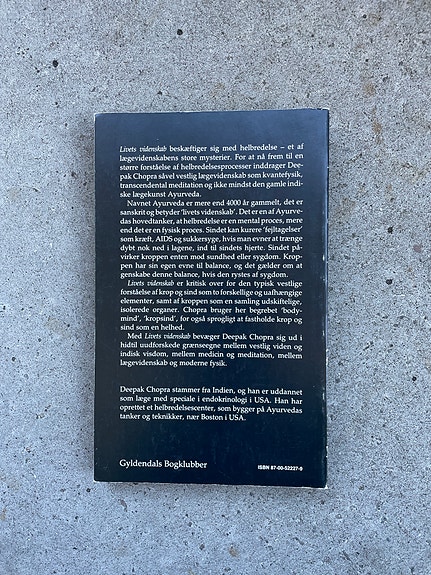 Livets videnskab beskæftiger sig med helbredelse – et af
lægevidenskabens store mysterier. For at nå frem til en
større forståelse af helbredelsesprocesser inddrager Dee-
pak Chopra såvel vestlig lægevidenskab som kvantefysik,
transcendental meditation og ikke mindst den gamle indi-
ske lægekunst Ayurveda.
Navnet Ayurveda er mere end 4000 år gammelt, det er
sanskrit og betyder 'livets videnskab'. Det er en af Ayurve-
das hovedtanker, at helbredelse er en mental proces, mere
end det er en fysisk proces. Sindet kan kurere 'fejltagelser'
som kræft, AIDS og sukkersyge, hvis man evner at trænge
dybt nok ned i lagene, ind til sindets hjerte. Sindet på-
virker kroppen enten mod sundhed eller sygdom. Krop-
pen har sin egen evne til balance, og det gælder om at
genskabe denne balance, hvis den rystes af sygdom.
Livets videnskab er kritisk over for den typisk vestlige
forståelse af krop og sind som to forskellige og uafhængige
elementer, samt af kroppen som en samling udskiftelige,
isolerede organer. Chopra bruger her begrebet 'body-
mind', 'kropsind', for også sprogligt at fastholde krop og
sind som en helhed.
Med Livets videnskab bevæger Deepak Chopra sig ud i
hidtil uudforskede grænseegne mellem vestlig viden og
indisk visdom, mellem medicin og meditation, mellem
lægevidenskab og moderne fysik.
Deepak Chopra stammer fra Indien, og han er uddannet
som læge med speciale i endokrinologi i USA. Han har
oprettet et helbredelsescenter, som bygger på Ayurvedas
tanker og teknikker, nær Boston i USA.
Gyldendals Bogklubber
ISBN 87-00-52227-9